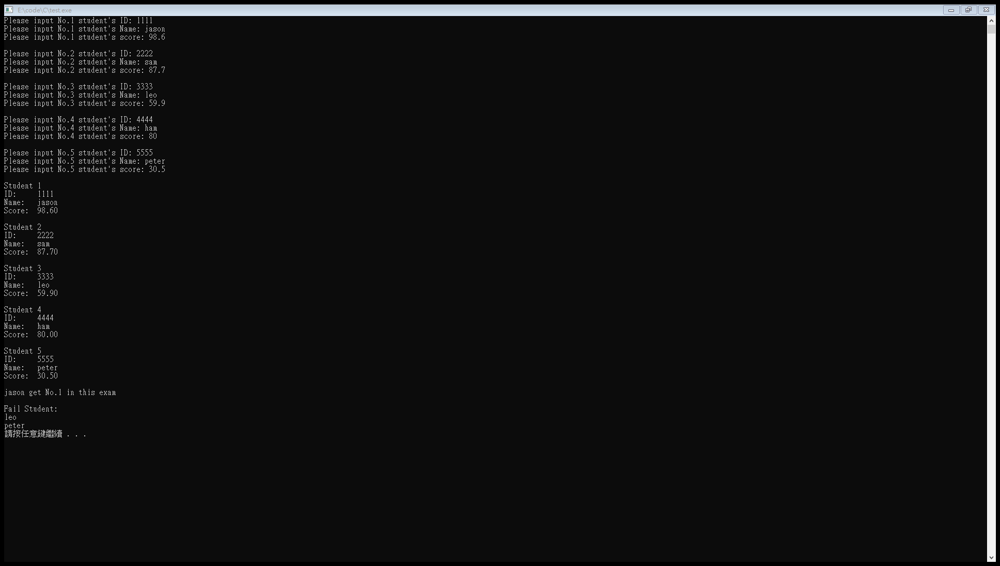 E:\code\C\test.exe
Please input No.1 student's ID: 1111
Please input No.1 student's Name: jason
Please input No.1 student's score: 98.6
Please input No.2 student's ID: 2222
Please input No.2 student's Name: sam
Please input No.2 student's score: 87.7
Please input No.3 student's ID: 3333
Please input No.3 student's Name: leo
Please input No.3 student's score: 59.9
Please input No.4 student's ID: 4444
Please input No.4 student's Name: ham
Please input No.4 student's score: 80
Please input No.5 student's ID: 5555
Please input No.5 student's Name: peter
Please input No.5 student's score: 30.5
Student 1
ID: 1111
Name: jason
Score: 98.60
Student 2
ID: 2222
Name: sam
Score: 87.70
Student 3
ID: 3333
Name: leo
Score: 59.90
Student 4
ID: 4444
Name: ham
Score: 80.00
Student 5
ID: 5555
Name: peter
Score: 30.50
jason get No.1 in this exam
Fail Student:
leo
peter
請按任意鍵繼續 . . .